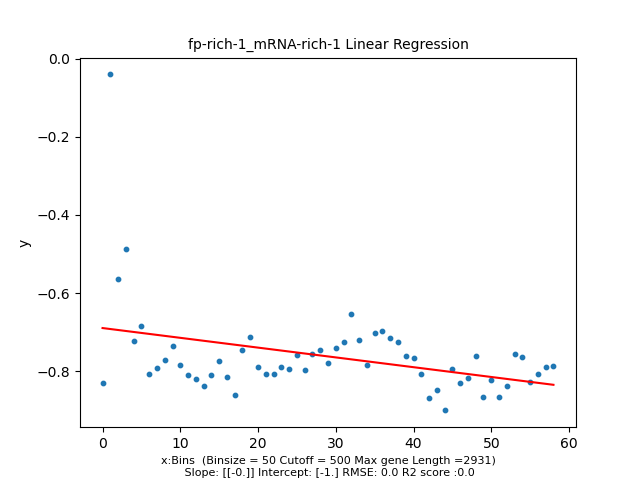 fp-rich-1_mRNA-rich-1 Linear Regression
0.0
−0.2
−0.4
−0.6
−0.8
y
0 10 20 30 40 50 60
x:Bins (Binsize = 50 Cutoff = 500 Max gene Length =2931)
Slope: [[-0.]] Intercept: [-1.] RMSE: 0.0 R2 score :0.0